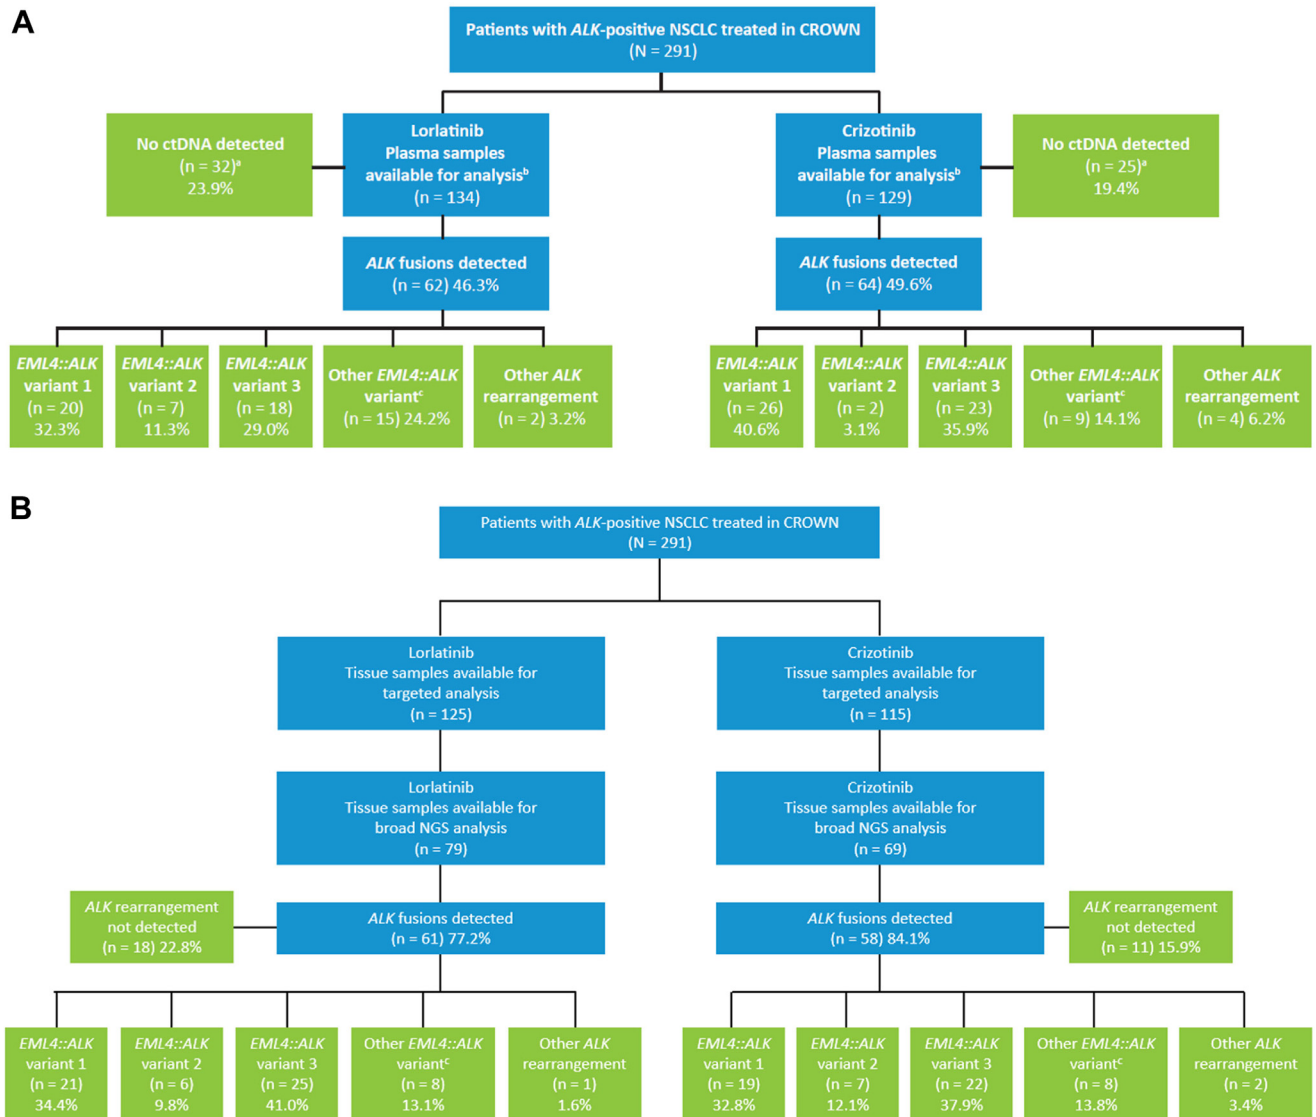 A
Patients with ALK-positive NSCLC treated in CROWN
(N = 291)
No ctDNA detected
(n = 32)ᵃ
23.9%
Lorlatinib
Plasma samples
available for analysisᵇ
(n = 134)
Crizotinib
Plasma samples
available for analysisᵇ
(n = 129)
No ctDNA detected
(n = 25)ᵃ
19.4%
ALK fusions detected
(n = 62) 46.3%
ALK fusions detected
(n = 64) 49.6%
EML4::ALK
variant 1
(n = 20)
32.3%
EML4::ALK
variant 2
(n = 7)
11.3%
EML4::ALK
variant 3
(n = 18)
29.0%
Other EML4::ALK
variantᶜ
(n = 15) 24.2%
Other ALK
rearrangement
(n = 2) 3.2%
EML4::ALK
variant 1
(n = 26)
40.6%
EML4::ALK
variant 2
(n = 2)
3.1%
EML4::ALK
variant 3
(n = 23)
35.9%
Other EML4::ALK
variantᶜ
(n = 9) 14.1%
Other ALK
rearrangement
(n = 4) 6.2%
B
Patients with ALK-positive NSCLC treated in CROWN
(N = 291)
Lorlatinib
Tissue samples available for
targeted analysis
(n = 125)
Crizotinib
Tissue samples available for
targeted analysis
(n = 115)
Lorlatinib
Tissue samples available for
broad NGS analysis
(n = 79)
Crizotinib
Tissue samples available for
broad NGS analysis
(n = 69)
ALK rearrangement
not detected
(n = 18) 22.8%
ALK fusions detected
(n = 61) 77.2%
ALK fusions detected
(n = 58) 84.1%
ALK rearrangement
not detected
(n = 11) 15.9%
EML4::ALK
variant 1
(n = 21)
34.4%
EML4::ALK
variant 2
(n = 6)
9.8%
EML4::ALK
variant 3
(n = 25)
41.0%
Other EML4::ALK
variantᶜ
(n = 8)
13.1%
Other ALK
rearrangement
(n = 1)
1.6%
EML4::ALK
variant 1
(n = 19)
32.8%
EML4::ALK
variant 2
(n = 7)
12.1%
EML4::ALK
variant 3
(n = 22)
37.9%
Other EML4::ALK
variantᶜ
(n = 8)
13.8%
Other ALK
rearrangement
(n = 2)
3.4%